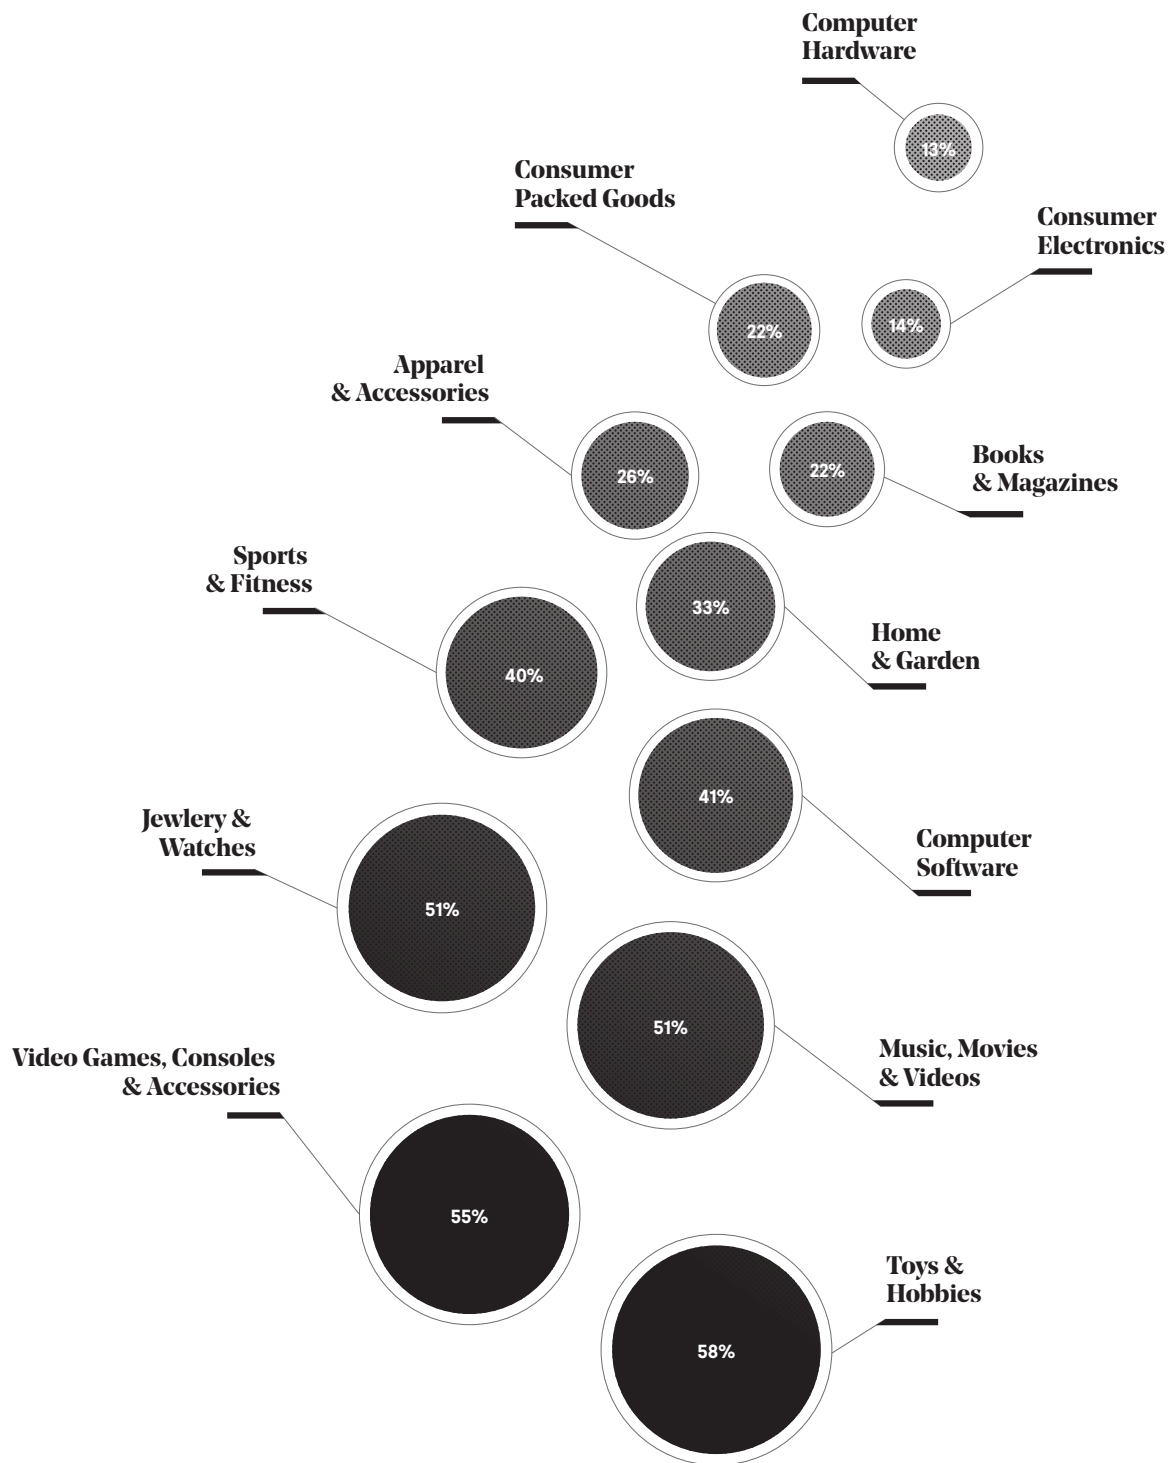 Computer
Hardware
13%
Consumer
Packed Goods
22%
Consumer
Electronics
14%
Apparel
& Accessories
26%
Books
& Magazines
22%
Sports
& Fitness
40%
Home
& Garden
33%
Jewlery &
Watches
51%
Computer
Software
41%
Music, Movies
& Videos
51%
Video Games, Consoles
& Accessories
55%
Toys &
Hobbies
58%